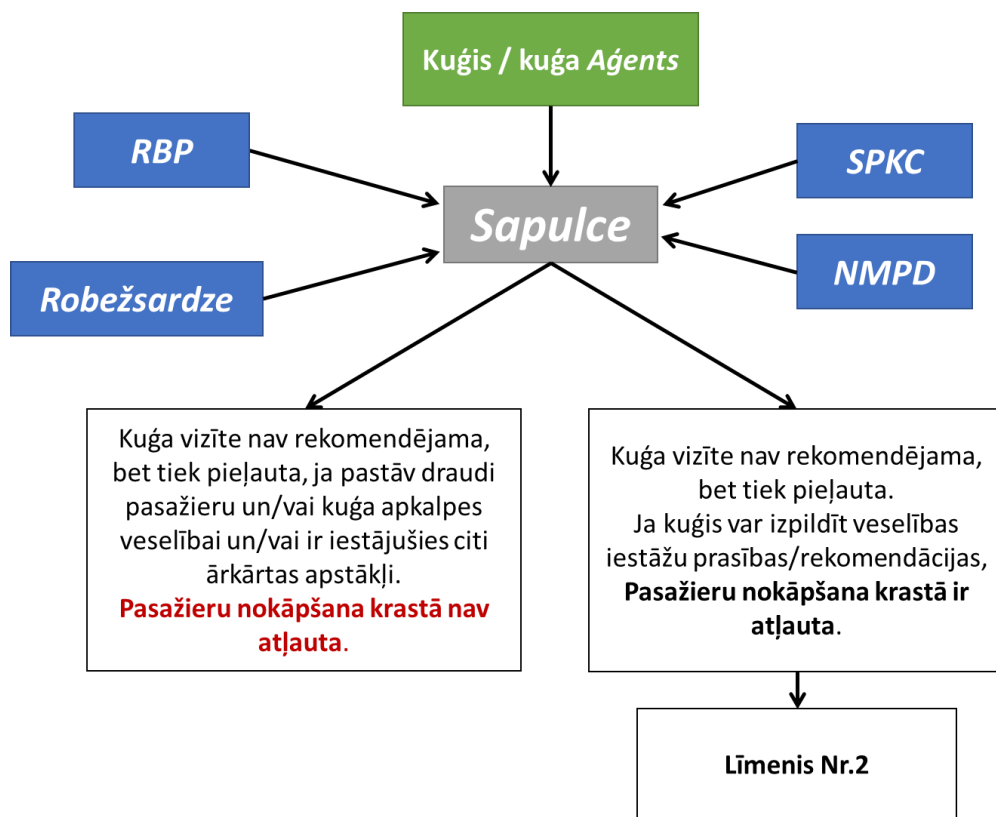 Kuģis / kuģa Aģents
RBP
SPKC
Sapulce
Robežsardze
NMPD
Kuģa vizīte nav rekomendējama,
bet tiek pieļauta, ja pastāv draudi
pasažieru un/vai kuģa apkalpes
veselībai un/vai ir iestājušies citi
ārkārtas apstākļi.
Pasažieru nokāpšana krastā nav
atļauta.
Kuģa vizīte nav rekomendējama,
bet tiek pieļauta.
Ja kuģis var izpildīt veselības
iestāžu prasības/rekomendācijas,
Pasažieru nokāpšana krastā ir
atļauta.
Līmenis Nr.2